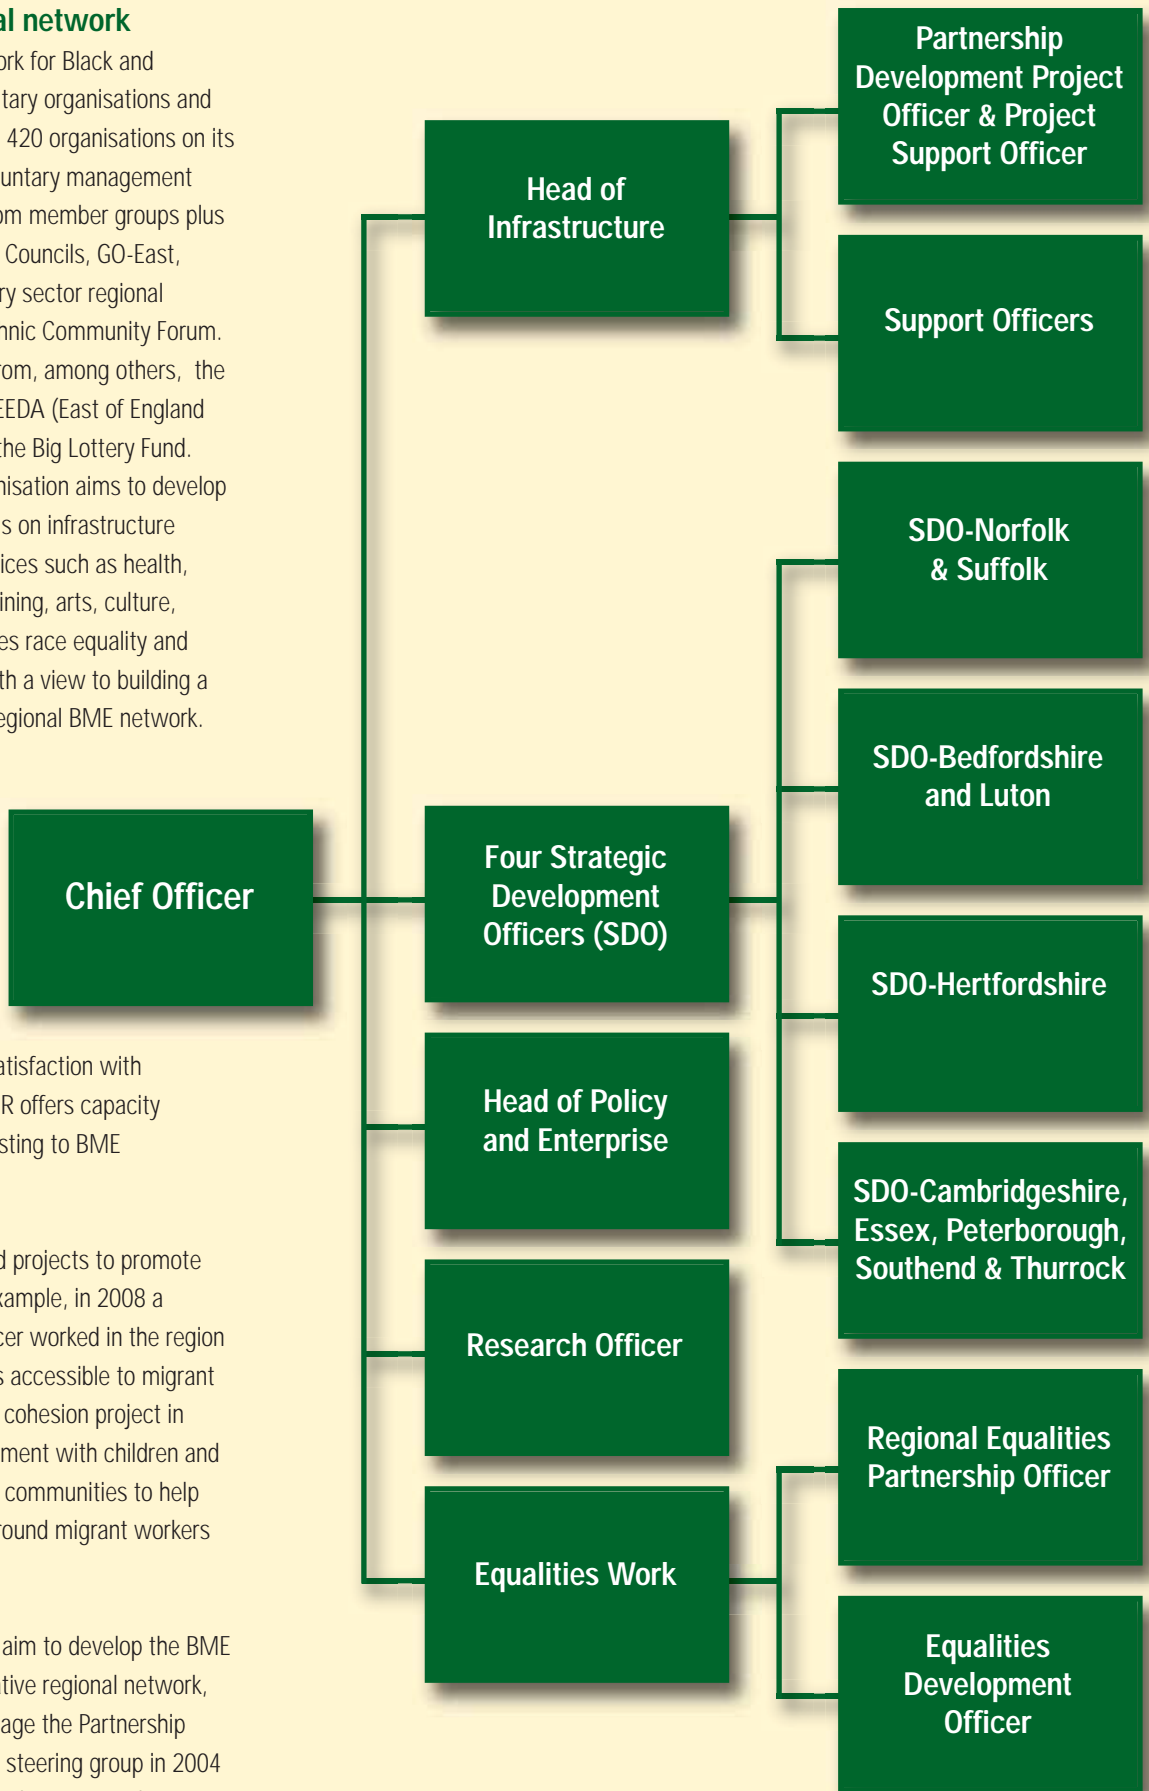 al network
ork for Black and
tary organisations and
420 organisations on its
untary management
om member groups plus
Councils, GO-East,
ry sector regional
hnic Community Forum.
rom, among others, the
EEDA (East of England
the Big Lottery Fund.
nisation aims to develop
s on infrastructure
ices such as health,
ining, arts, culture,
es race equality and
th a view to building a
egional BME network.
atisfaction with
R offers capacity
sting to BME
d projects to promote
example, in 2008 a
cer worked in the region
s accessible to migrant
cohesion project in
ment with children and
communities to help
round migrant workers
aim to develop the BME
ative regional network,
age the Partnership
steering group in 2004
Chief Officer
Head of
Infrastructure
Four Strategic
Development
Officers (SDO)
Head of Policy
and Enterprise
Research Officer
Equalities Work
Partnership
Development Project
Officer & Project
Support Officer
Support Officers
SDO-Norfolk
& Suffolk
SDO-Bedfordshire
and Luton
SDO-Hertfordshire
SDO-Cambridgeshire,
Essex, Peterborough,
Southend & Thurrock
Regional Equalities
Partnership Officer
Equalities
Development
Officer